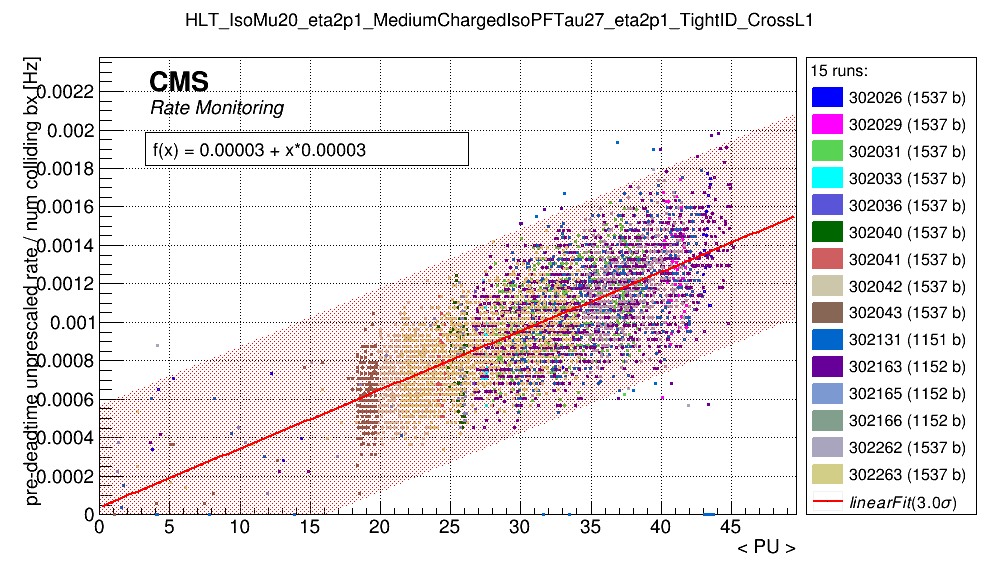 HLT_IsoMu20_eta2p1_MediumChargedIsoPFTau27_eta2p1_TightID_CrossL1
pre-deadtime unprescaled rate / num colliding bx [Hz]
CMS
Rate Monitoring
f(x) = 0.00003 + x*0.00003
0.0022
0.002
0.0018
0.0016
0.0014
0.0012
0.001
0.0008
0.0006
0.0004
0.0002
0
0 5 10 15 20 25 30 35 40 45
< PU >
15 runs:
302026 (1537 b)
302029 (1537 b)
302031 (1537 b)
302033 (1537 b)
302036 (1537 b)
302040 (1537 b)
302041 (1537 b)
302042 (1537 b)
302043 (1537 b)
302131 (1151 b)
302163 (1152 b)
302165 (1152 b)
302166 (1152 b)
302262 (1537 b)
302263 (1537 b)
linearFit(3.0σ)